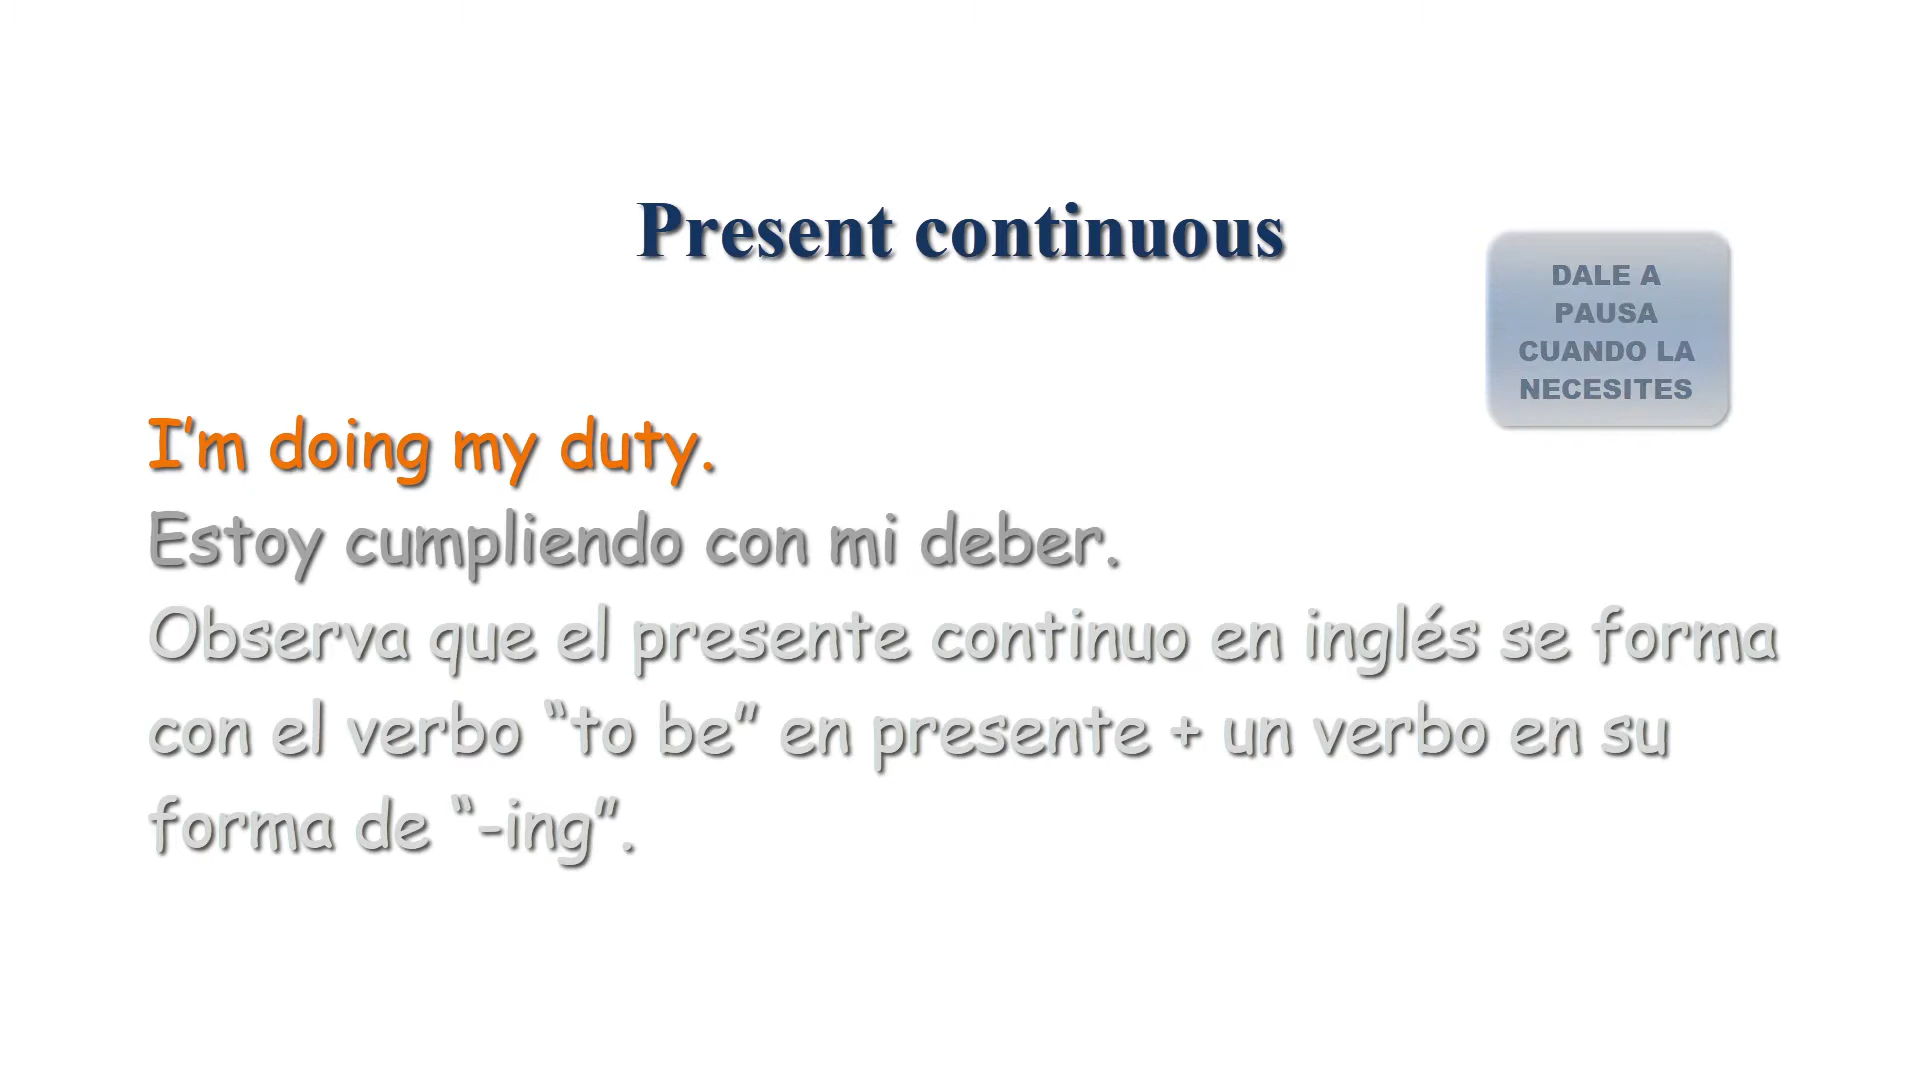 Present continuous
DALE A
PAUSA
CUANDO LA
NECESITES
I’m doing my duty.
Estoy cumpliendo con mi deber.
Observa que el presente continuo en inglés se forma
con el verbo “to be” en presente + un verbo en su
forma de “-ing”.